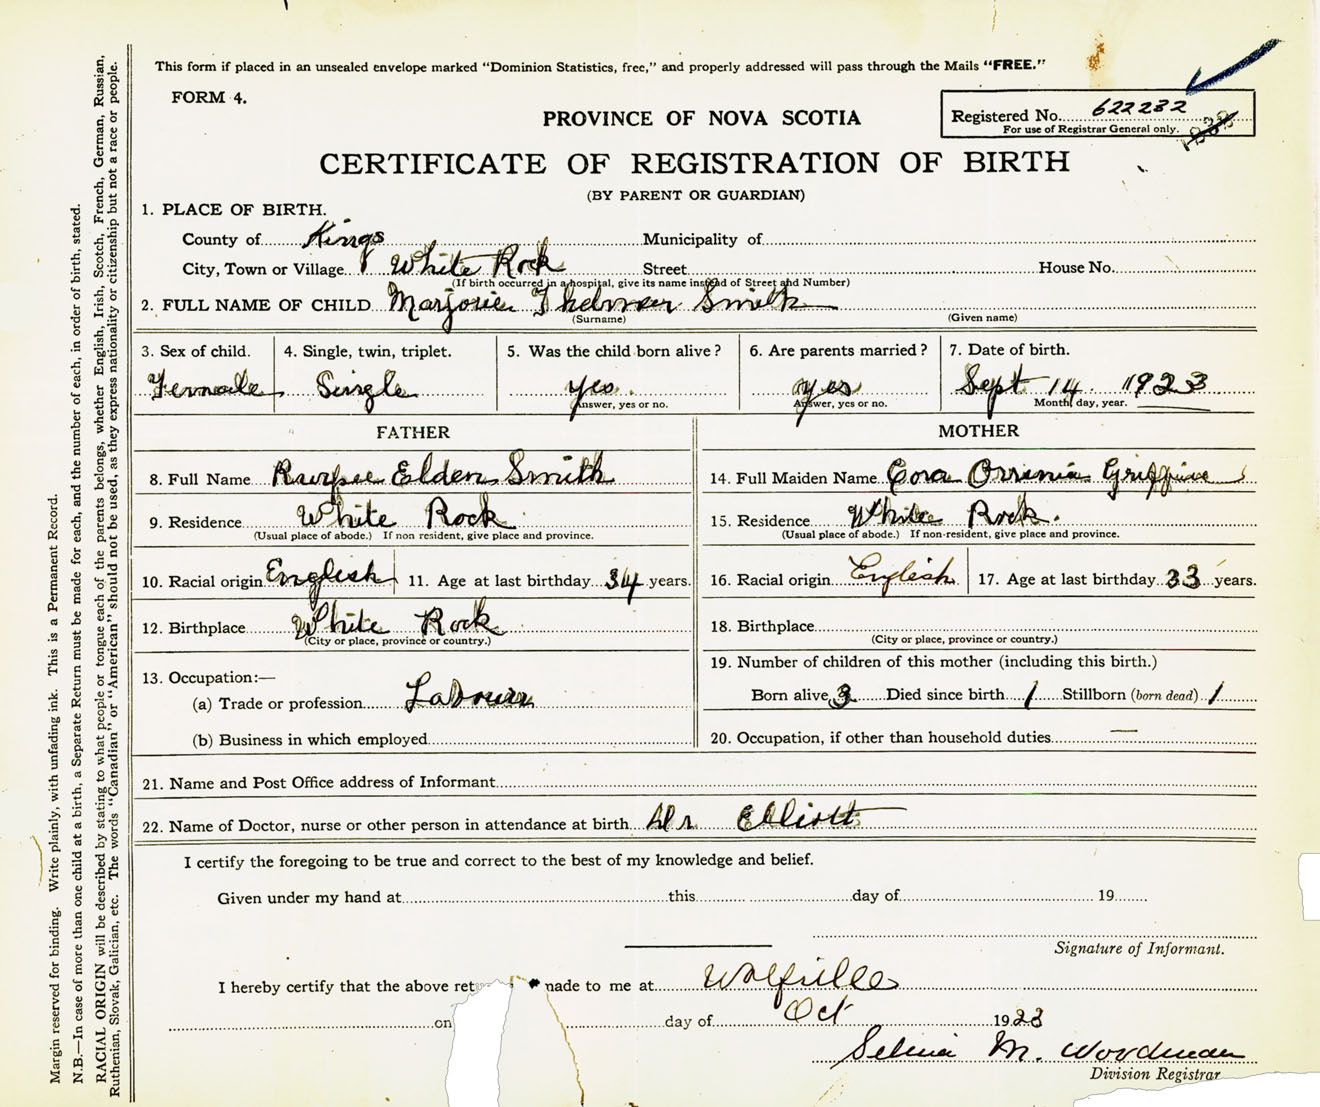 This form if placed in an unsealed envelope marked "Dominion Statistics, free," and properly addressed will pass through the Mails "FREE."
FORM 4.
Registered No. 622232
For use of Registrar General only.
PROVINCE OF NOVA SCOTIA
CERTIFICATE OF REGISTRATION OF BIRTH
(BY PARENT OR GUARDIAN)
1. PLACE OF BIRTH.
County of Kings Municipality of
City, Town or Village White Rock Street House No.
(If birth occurred in a hospital, give its name instead of Street and Number)
2. FULL NAME OF CHILD Marjorie Thelmer Smith
(Surname) (Given name)
3. Sex of child. 4. Single, twin, triplet. 5. Was the child born alive? 6. Are parents married? 7. Date of birth.
Female Single yes yes Sept 14 1923
Answer, yes or no. Answer, yes or no. Month, day, year.
FATHER MOTHER
8. Full Name Elden Smith 14. Full Maiden Name Cora Orrinia
9. Residence White Rock 15. Residence White Rock.
(Usual place of abode.) If non resident, give place and province. (Usual place of abode.) If non-resident, give place and province.
10. Racial origin English 11. Age at last birthday 34 years. 16. Racial origin English 17. Age at last birthday 33 years.
12. Birthplace White Rock 18. Birthplace
(City or place, province or country.) (City or place, province or country.)
13. Occupation:— 19. Number of children of this mother (including this birth.)
(a) Trade or profession Labourer Born alive 3 Died since birth 1 Stillborn (born dead) 1
(b) Business in which employed 20. Occupation, if other than household duties —
21. Name and Post Office address of Informant
22. Name of Doctor, nurse or other person in attendance at birth Dr Elliott
I certify the foregoing to be true and correct to the best of my knowledge and belief.
Given under my hand at this day of 19
Signature of Informant.
I hereby certify that the above made to me at Wolfville
on day of Oct 1923
Selina M. Woodman
Division Registrar
Margin reserved for binding. Write plainly, with unfading ink. This is a Permanent Record.
N.B.—In case of more than one child at a birth, a Separate Return must be made for each, and the number of each, in order of birth, stated.
RACIAL ORIGIN will be described by stating to what people or tongue each of the parents belongs, whether English, Irish, Scotch, French, German, Russian,
Ruthenian, Slovak, Galician, etc. The words "Canadian" or "American" should not be used, as they express nationality or citizenship but not a race or people.